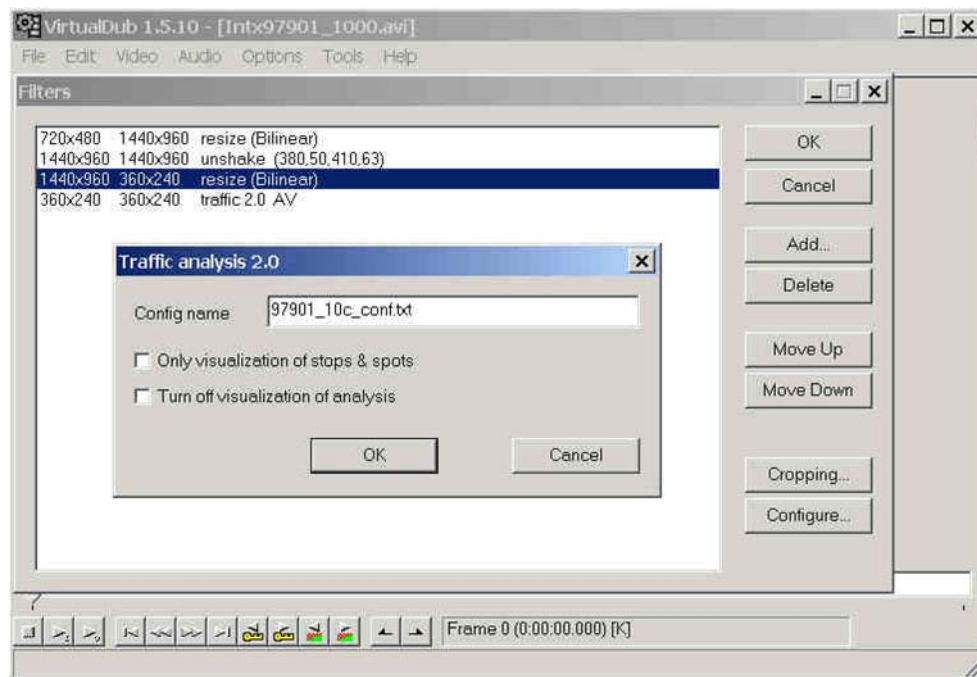 VirtualDub 1.5.10 - [Intx97901_1000.avi]
File Edit Video Audio Options Tools Help
Filters
720x480 1440x960 resize (Bilinear)
1440x960 1440x960 unshake (380,50,410,63)
1440x960 360x240 resize (Bilinear)
360x240 360x240 traffic 2.0 AV
OK
Cancel
Add...
Delete
Move Up
Move Down
Cropping...
Configure...
Traffic analysis 2.0
Config name 97901_10c_conf.txt
Only visualization of stops & spots
Turn off visualization of analysis
OK Cancel
Frame 0 (0:00:00.000) [K]